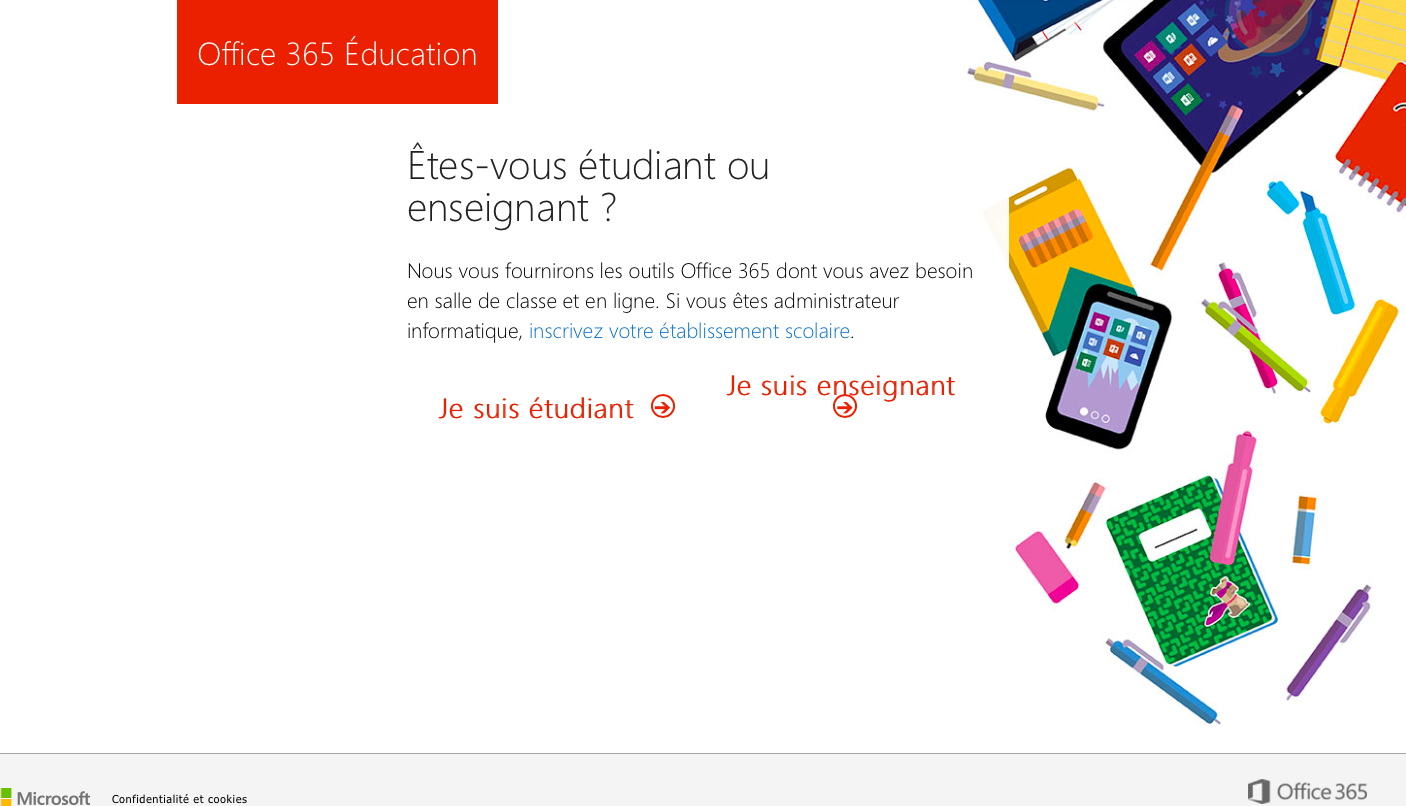 Office 365 Éducation
Êtes-vous étudiant ou
enseignant ?
Nous vous fournirons les outils Office 365 dont vous avez besoin
en salle de classe et en ligne. Si vous êtes administrateur
informatique, inscrivez votre établissement scolaire.
Je suis étudiant
Je suis enseignant
Microsoft
Confidentialité et cookies
Office 365